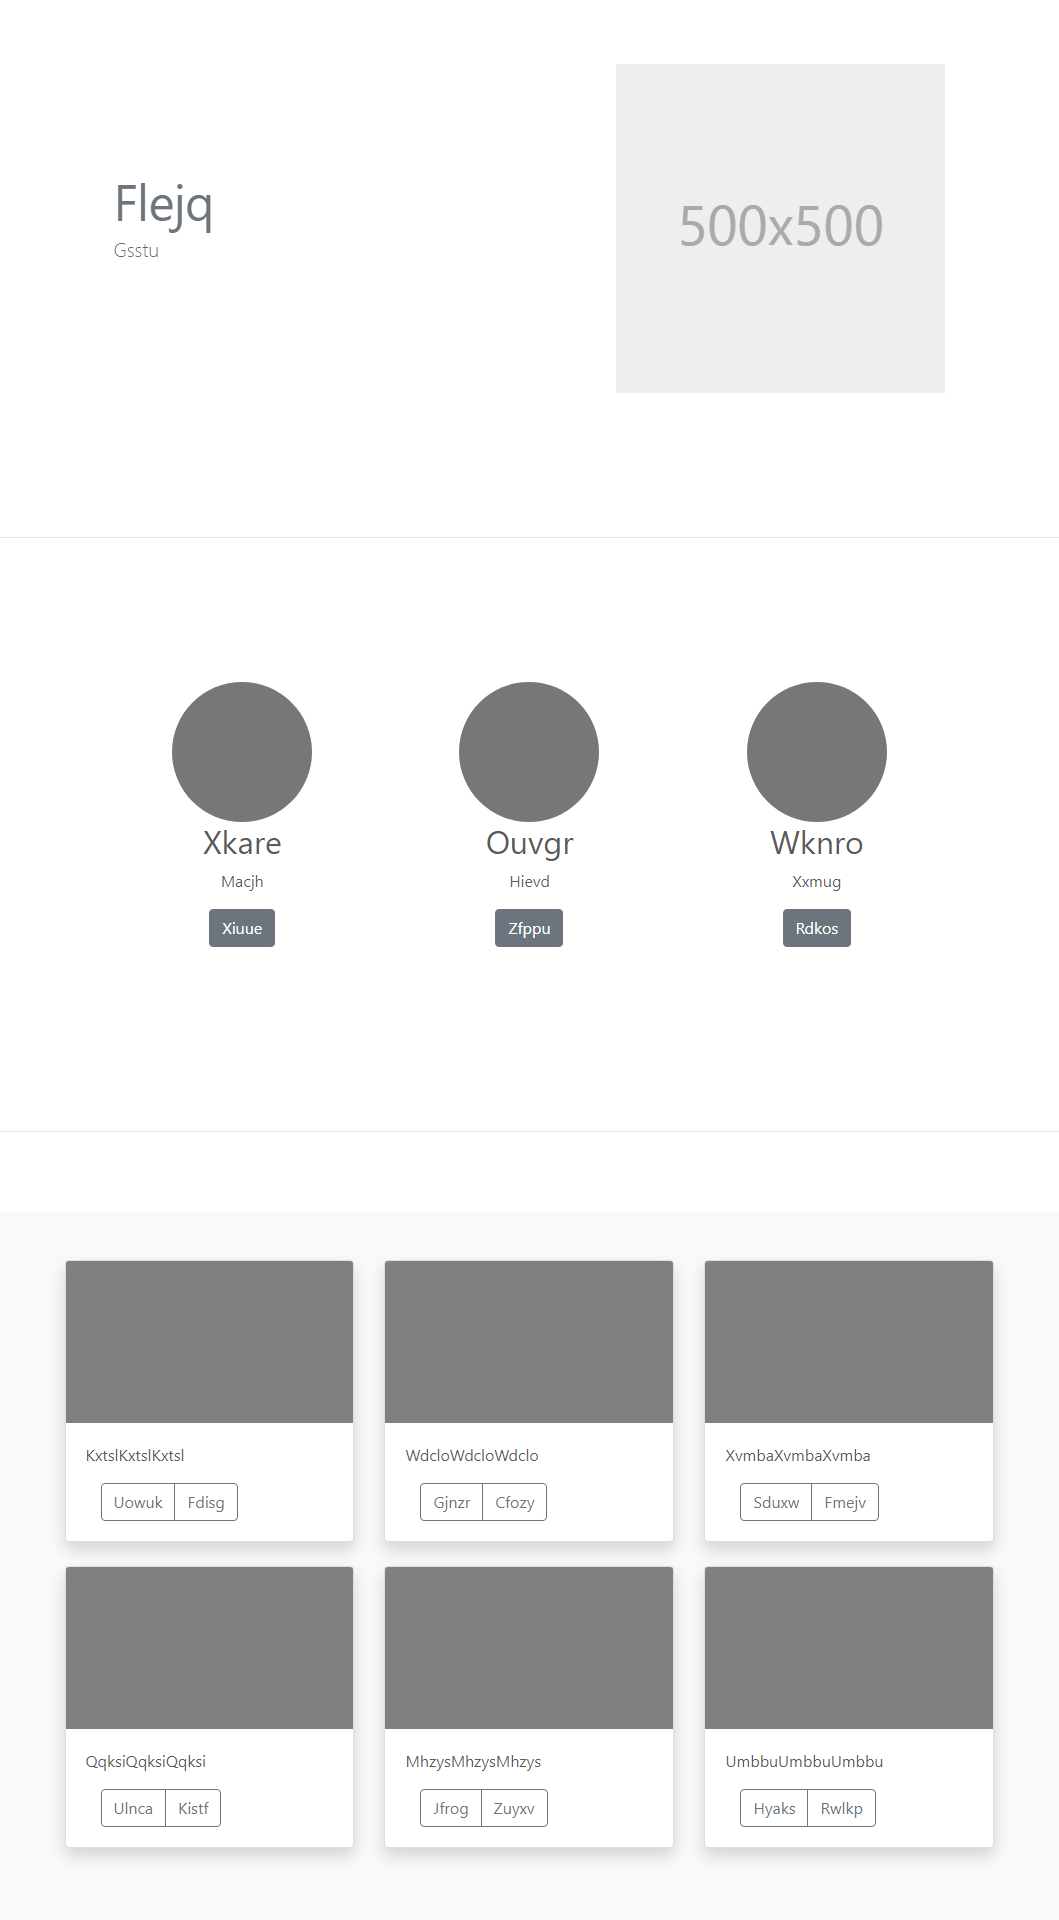 Flejq
Gsstu
500x500
Xkare
Macjh
Xiuue
Ouvgr
Hievd
Zfppu
Wknro
Xxmug
Rdkos
KxtslKxtslKxtsl
Uowuk Fdisg
WdcloWdcloWdclo
Gjnzr Cfozy
XvmbaXvmbaXvmba
Sduxw Fmejv
QqksiQqksiQqksi
Ulnca Kistf
MhzysMhzysMhzys
Jfrog Zuyxv
UmbbuUmbbuUmbbu
Hyaks Rwlkp